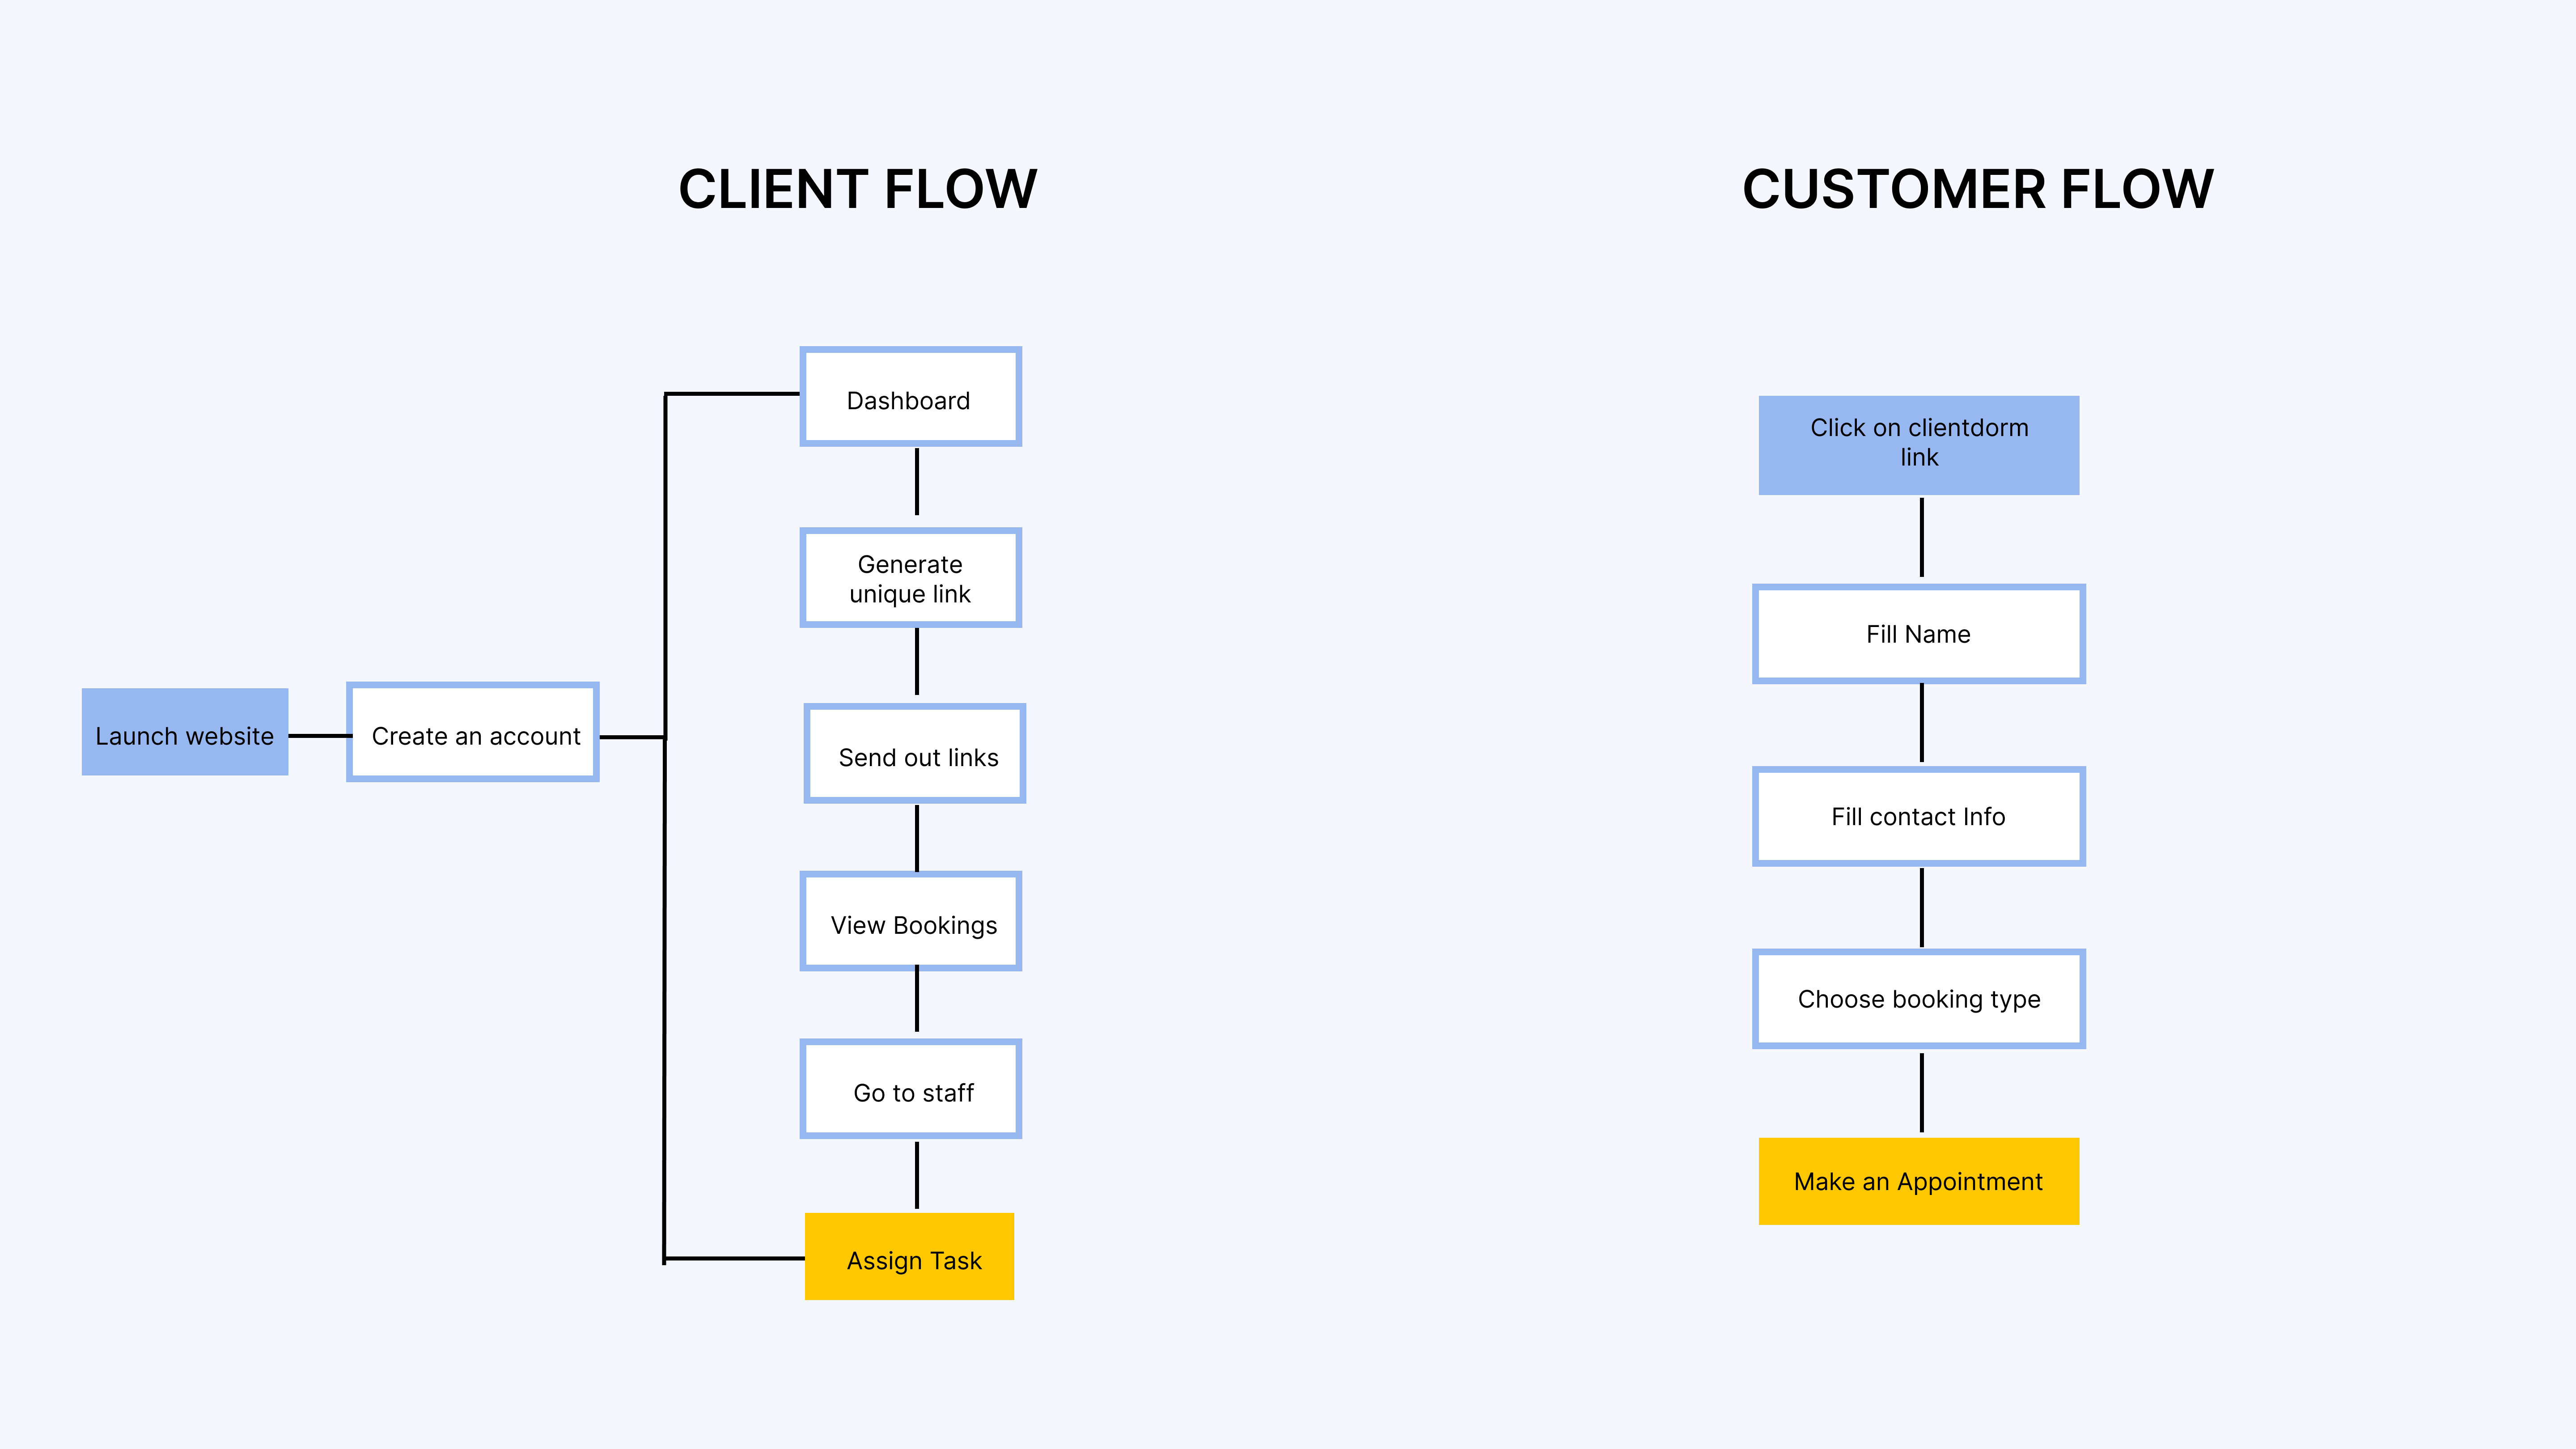 CLIENT FLOW
CUSTOMER FLOW
Launch website
Create an account
Dashboard
Generate
unique link
Send out links
View Bookings
Go to staff
Assign Task
Click on clientdorm
link
Fill Name
Fill contact Info
Choose booking type
Make an Appointment